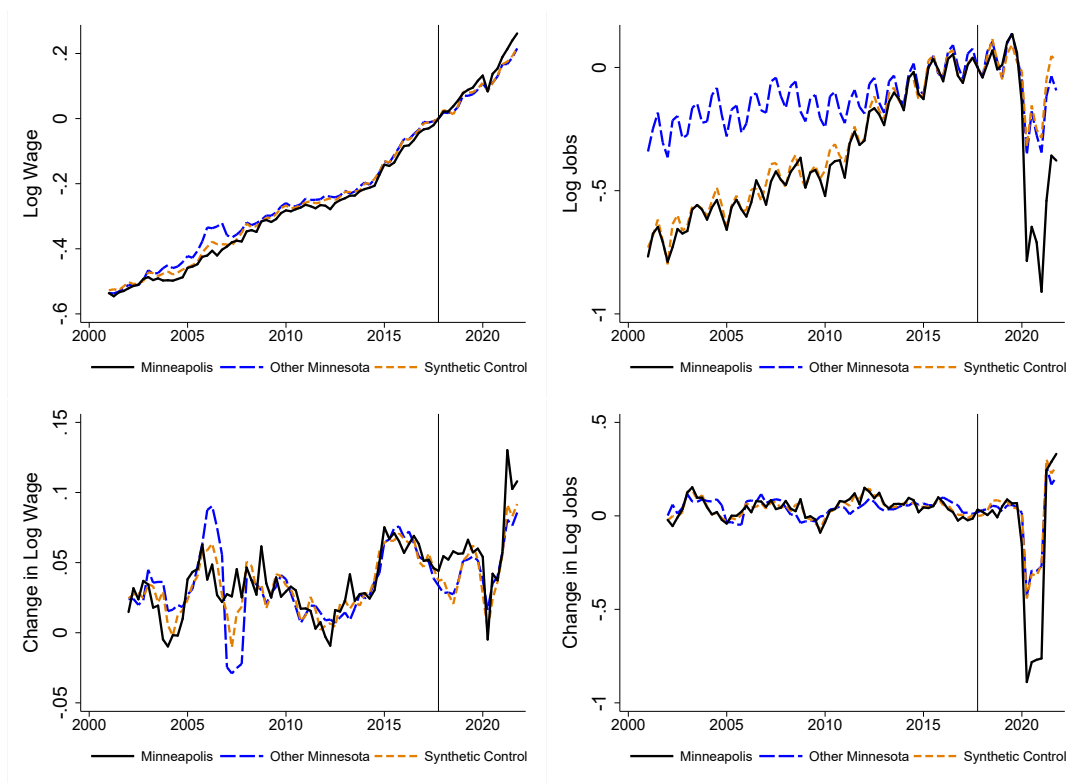 Log Wage
.2
0
-.2
-.4
-.6
2000 2005 2010 2015 2020
Minneapolis Other Minnesota Synthetic Control
Log Jobs
0
-.5
-1
2000 2005 2010 2015 2020
Minneapolis Other Minnesota Synthetic Control
Change in Log Wage
.15
.1
.05
0
-.05
2000 2005 2010 2015 2020
Minneapolis Other Minnesota Synthetic Control
Change in Log Jobs
.5
0
-.5
-1
2000 2005 2010 2015 2020
Minneapolis Other Minnesota Synthetic Control